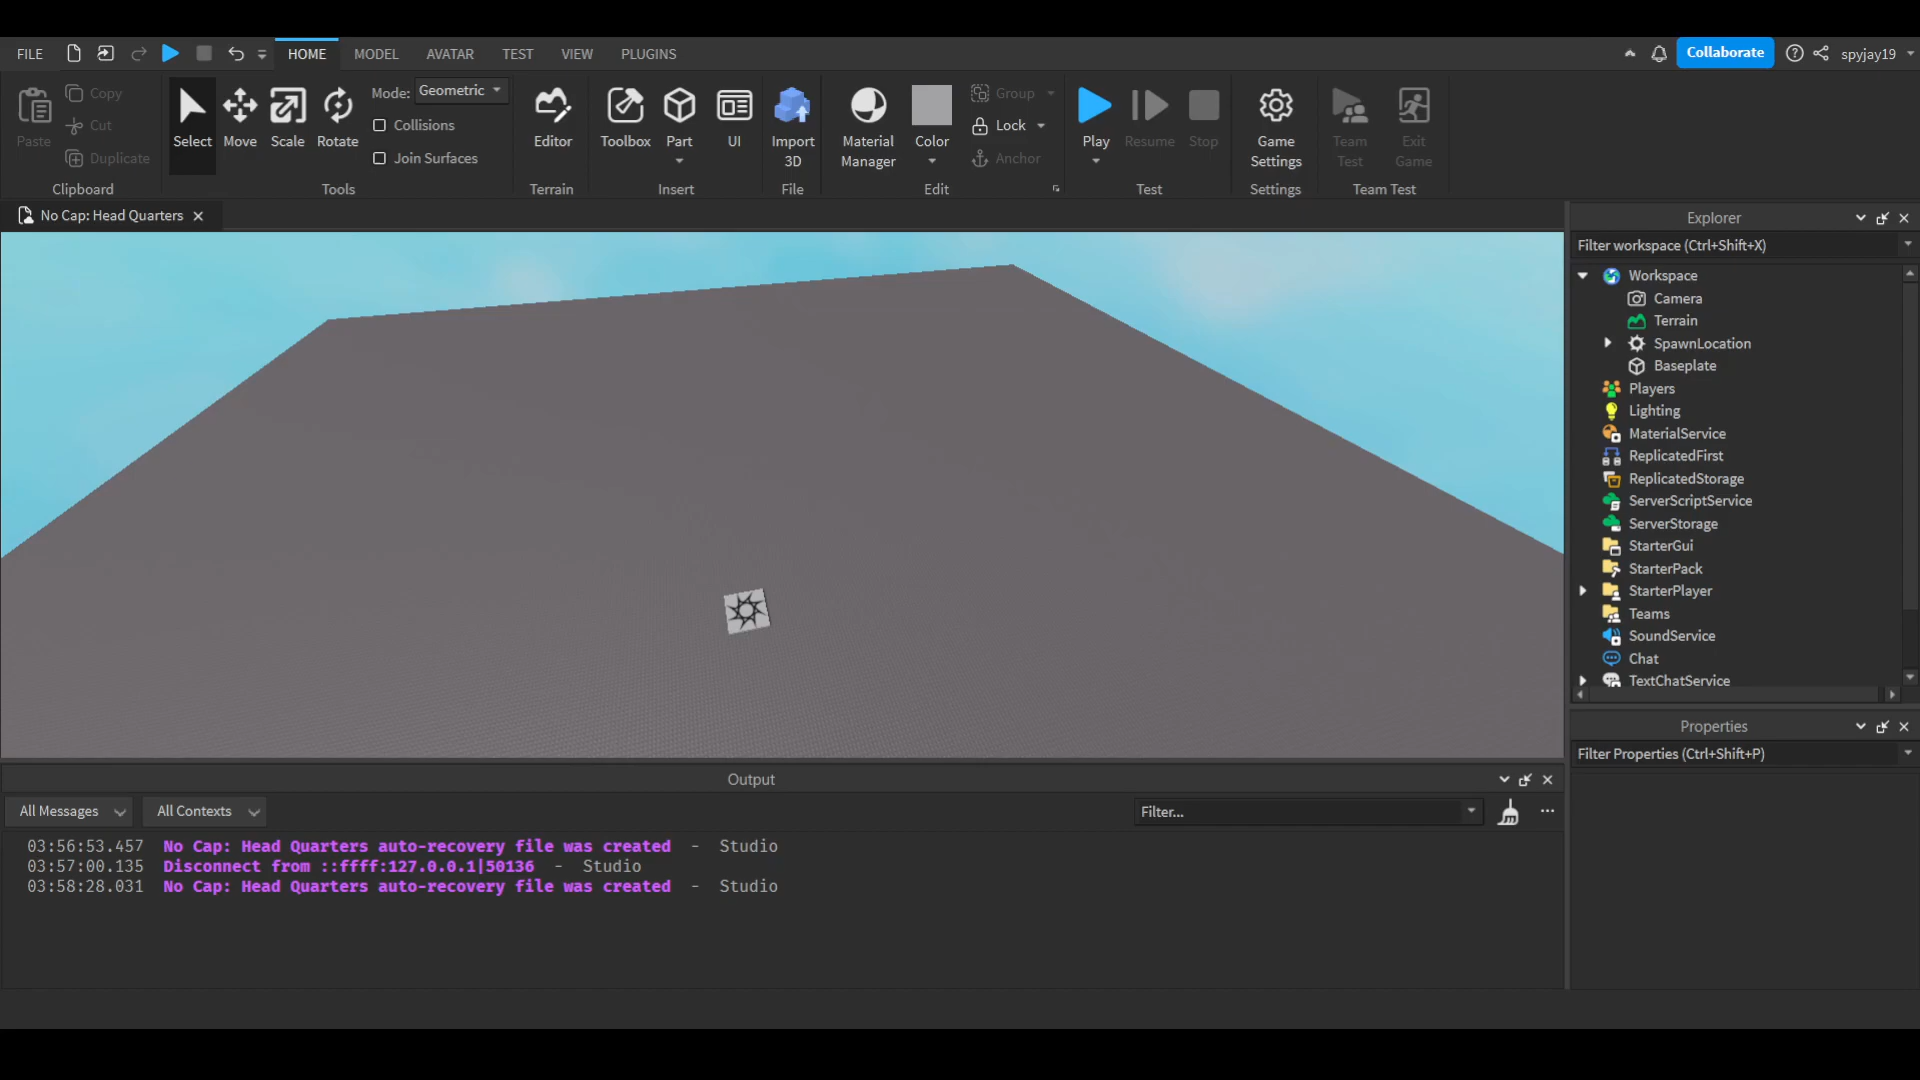 FILE HOME MODEL AVATAR TEST VIEW PLUGINS Collaborate spyjay19
Paste Copy Cut Duplicate
Clipboard
Select Move Scale Rotate
Mode: Geometric
Collisions
Join Surfaces
Tools
Editor
Terrain
Toolbox Part UI
Insert
Import 3D
File
Material Manager Color
Group
Lock
Anchor
Edit
Play Resume Stop
Test
Game Settings
Settings
Team Test Exit Game
Team Test
No Cap: Head Quarters
Explorer
Filter workspace (Ctrl+Shift+X)
Workspace
Camera
Terrain
SpawnLocation
Baseplate
Players
Lighting
MaterialService
ReplicatedFirst
ReplicatedStorage
ServerScriptService
ServerStorage
StarterGui
StarterPack
StarterPlayer
Teams
SoundService
Chat
TextChatService
Properties
Filter Properties (Ctrl+Shift+P)
Output
All Messages All Contexts Filter...
03:56:53.457 No Cap: Head Quarters auto-recovery file was created - Studio
03:57:00.135 Disconnect from ::ffff:127.0.0.1|50136 - Studio
03:58:28.031 No Cap: Head Quarters auto-recovery file was created - Studio